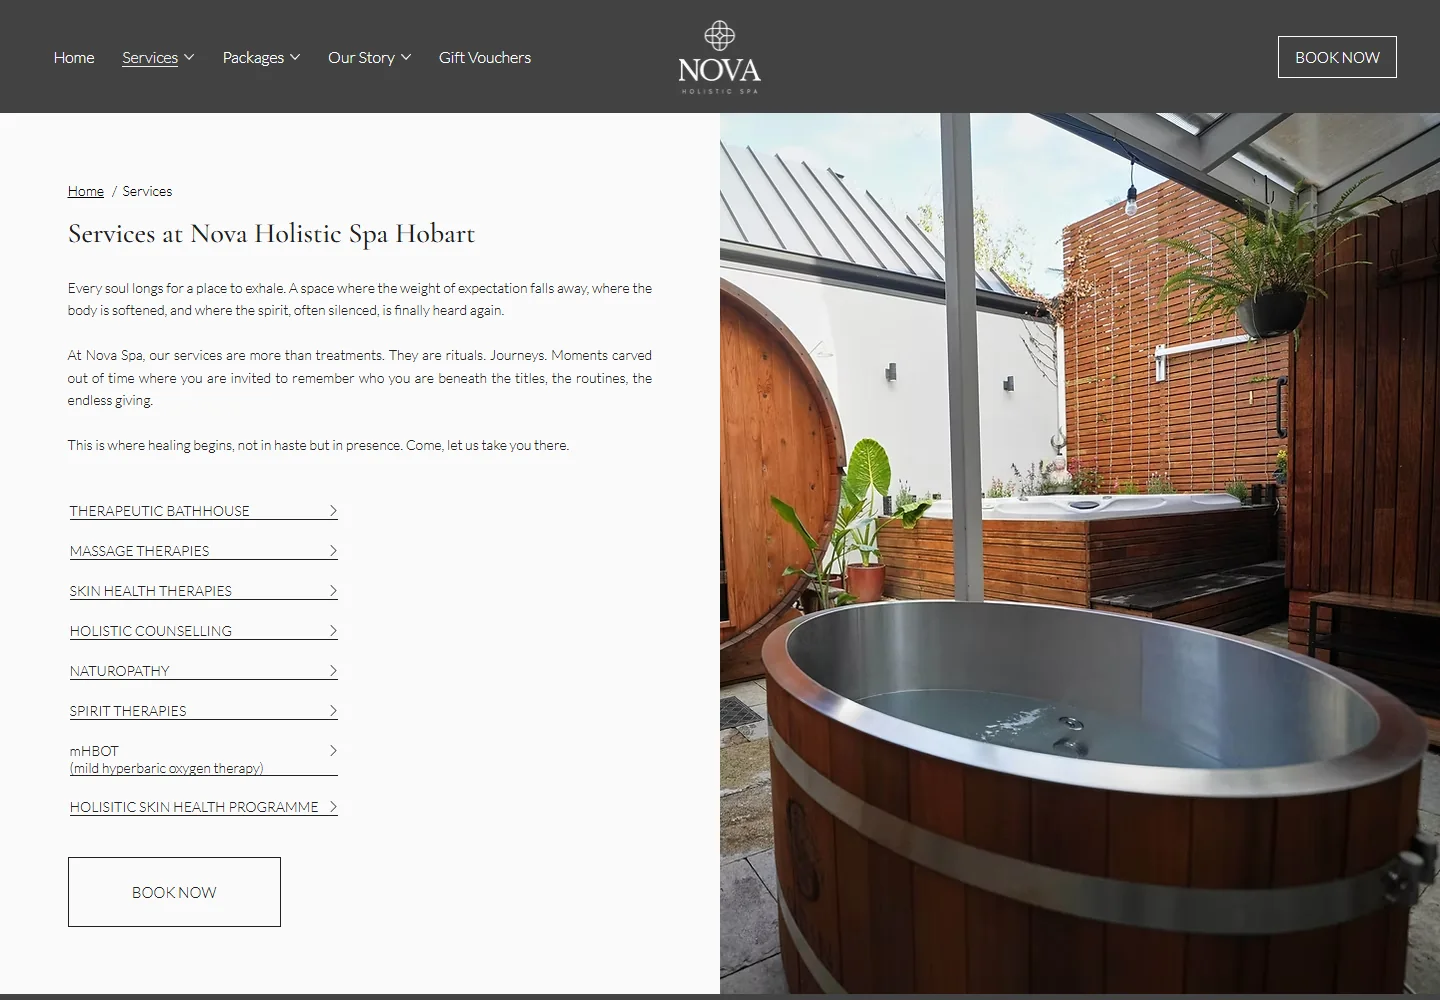 Home
Services
Packages
Our Story
Gift Vouchers
NOVA
HOLISTIC SPA
BOOK NOW
Home / Services
Services at Nova Holistic Spa Hobart
Every soul longs for a place to exhale. A space where the weight of expectation falls away, where the
body is softened, and where the spirit, often silenced, is finally heard again.
At Nova Spa, our services are more than treatments. They are rituals. Journeys. Moments carved
out of time where you are invited to remember who you are beneath the titles, the routines, the
endless giving.
This is where healing begins, not in haste but in presence. Come, let us take you there.
THERAPEUTIC BATHHOUSE
MASSAGE THERAPIES
SKIN HEALTH THERAPIES
HOLISTIC COUNSELLING
NATUROPATHY
SPIRIT THERAPIES
mHBOT
(mild hyperbaric oxygen therapy)
HOLISITIC SKIN HEALTH PROGRAMME
BOOK NOW